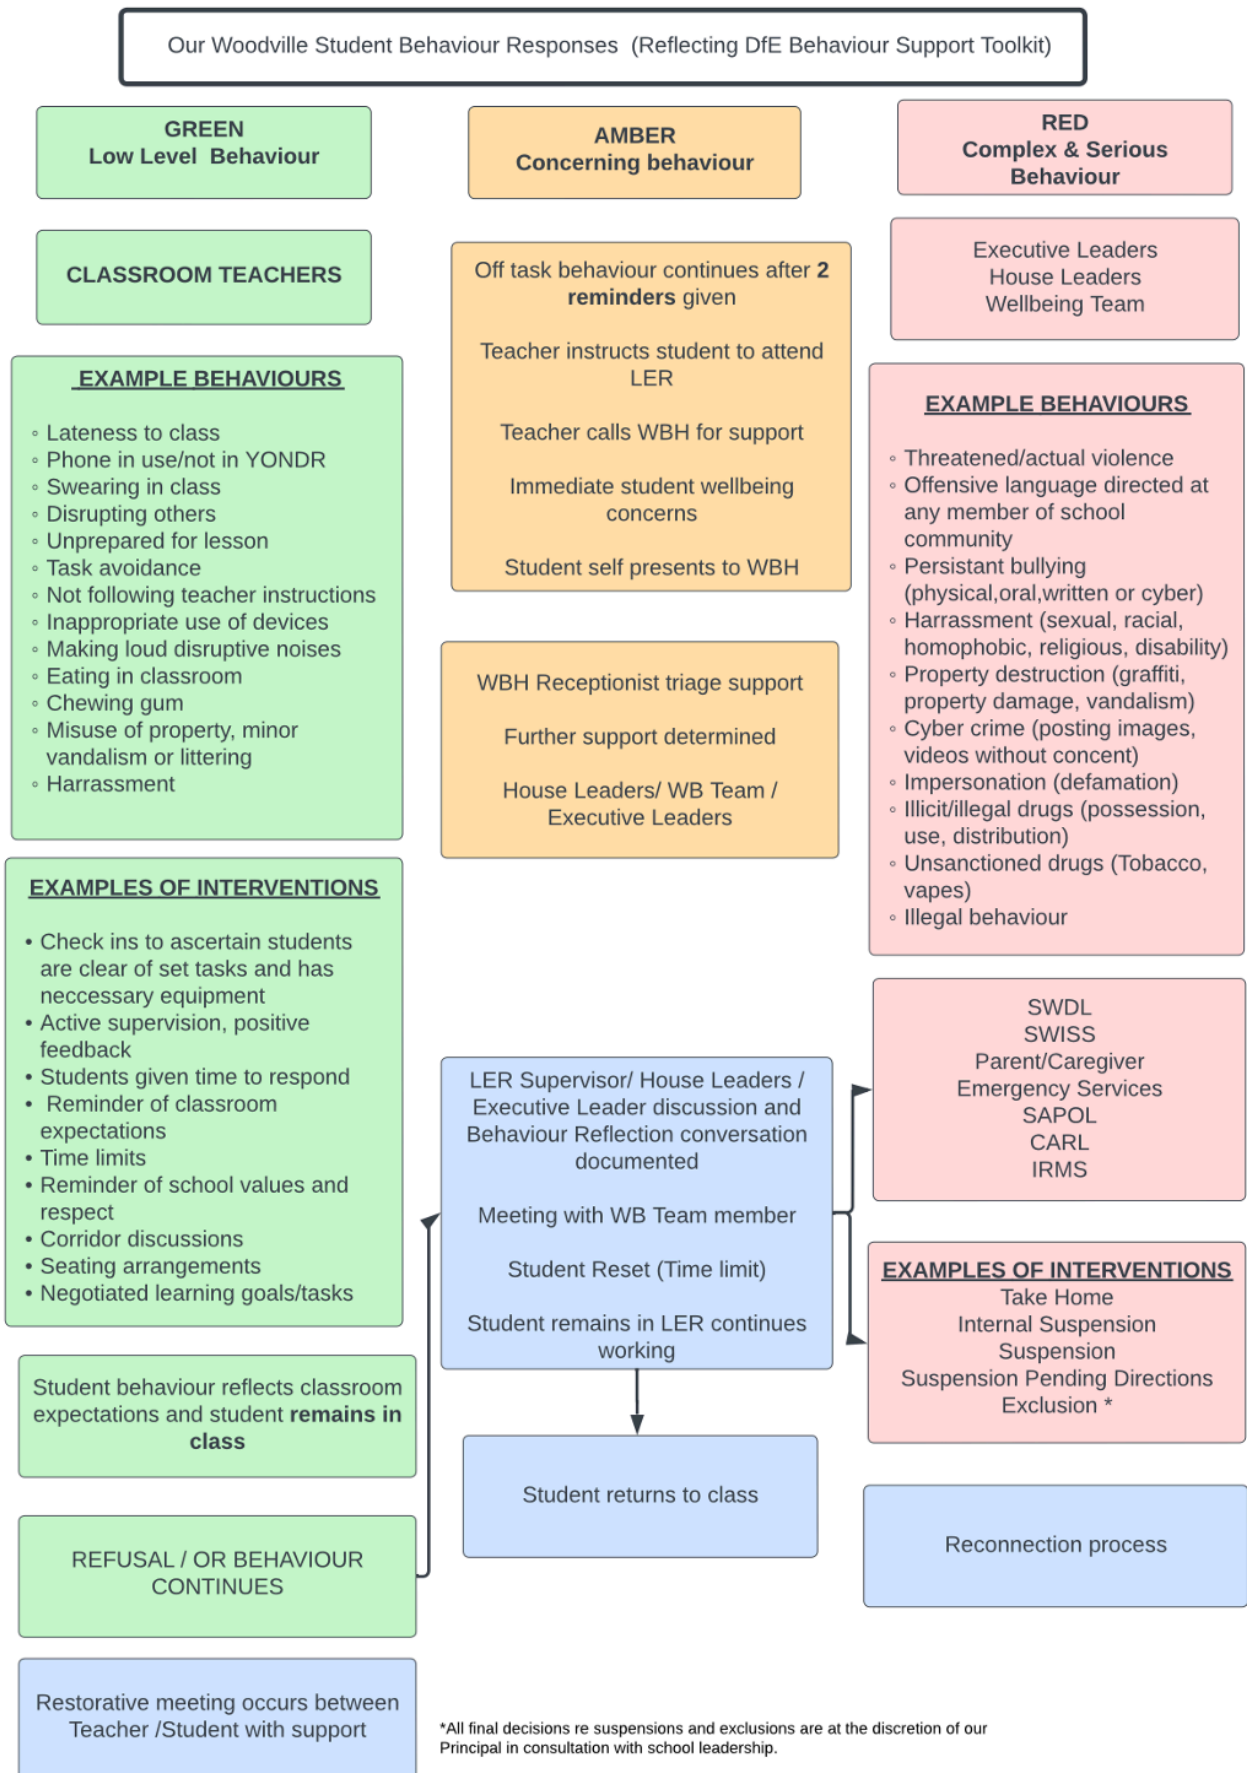 Our Woodville Student Behaviour Responses  (Reflecting DfE Behaviour Support Toolkit)
GREEN
Low Level  Behaviour
CLASSROOM TEACHERS
EXAMPLE BEHAVIOURS
◦ Lateness to class
◦ Phone in use/not in YONDR
◦ Swearing in class
◦ Disrupting others
◦ Unprepared for lesson
◦ Task avoidance
◦ Not following teacher instructions
◦ Inappropriate use of devices
◦ Making loud disruptive noises
◦ Eating in classroom
◦ Chewing gum
◦ Misuse of property, minor
vandalism or littering
◦ Harrassment
EXAMPLES OF INTERVENTIONS
• Check ins to ascertain students
are clear of set tasks and has
neccessary equipment
• Active supervision, positive
feedback
• Students given time to respond
• Reminder of classroom
expectations
• Time limits
• Reminder of school values and
respect
• Corridor discussions
• Seating arrangements
• Negotiated learning goals/tasks
Student behaviour reflects classroom
expectations and student remains in
class
REFUSAL / OR BEHAVIOUR
CONTINUES
Restorative meeting occurs between
Teacher /Student with support
AMBER
Concerning behaviour
Off task behaviour continues after 2
reminders given
Teacher instructs student to attend
LER
Teacher calls WBH for support
Immediate student wellbeing
concerns
Student self presents to WBH
WBH Receptionist triage support
Further support determined
House Leaders/ WB Team /
Executive Leaders
LER Supervisor/ House Leaders /
Executive Leader discussion and
Behaviour Reflection conversation
documented
Meeting with WB Team member
Student Reset (Time limit)
Student remains in LER continues
working
Student returns to class
RED
Complex & Serious
Behaviour
Executive Leaders
House Leaders
Wellbeing Team
EXAMPLE BEHAVIOURS
◦ Threatened/actual violence
◦ Offensive language directed at
any member of school
community
◦ Persistant bullying
(physical,oral,written or cyber)
◦ Harrassment (sexual, racial,
homophobic, religious, disability)
◦ Property destruction (graffiti,
property damage, vandalism)
◦ Cyber crime (posting images,
videos without concent)
◦ Impersonation (defamation)
◦ Illicit/illegal drugs (possession,
use, distribution)
◦ Unsanctioned drugs (Tobacco,
vapes)
◦ Illegal behaviour
SWDL
SWISS
Parent/Caregiver
Emergency Services
SAPOL
CARL
IRMS
EXAMPLES OF INTERVENTIONS
Take Home
Internal Suspension
Suspension
Suspension Pending Directions
Exclusion *
Reconnection process
*All final decisions re suspensions and exclusions are at the discretion of our
Principal in consultation with school leadership.